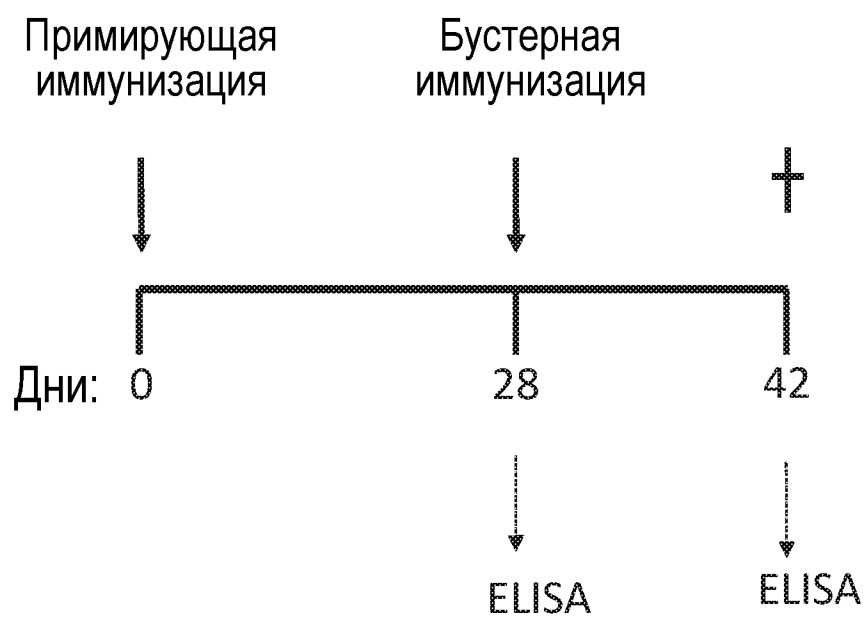 Примирующая
иммунизация
Бустерная
иммунизация
Дни: 0 28 42
ELISA ELISA